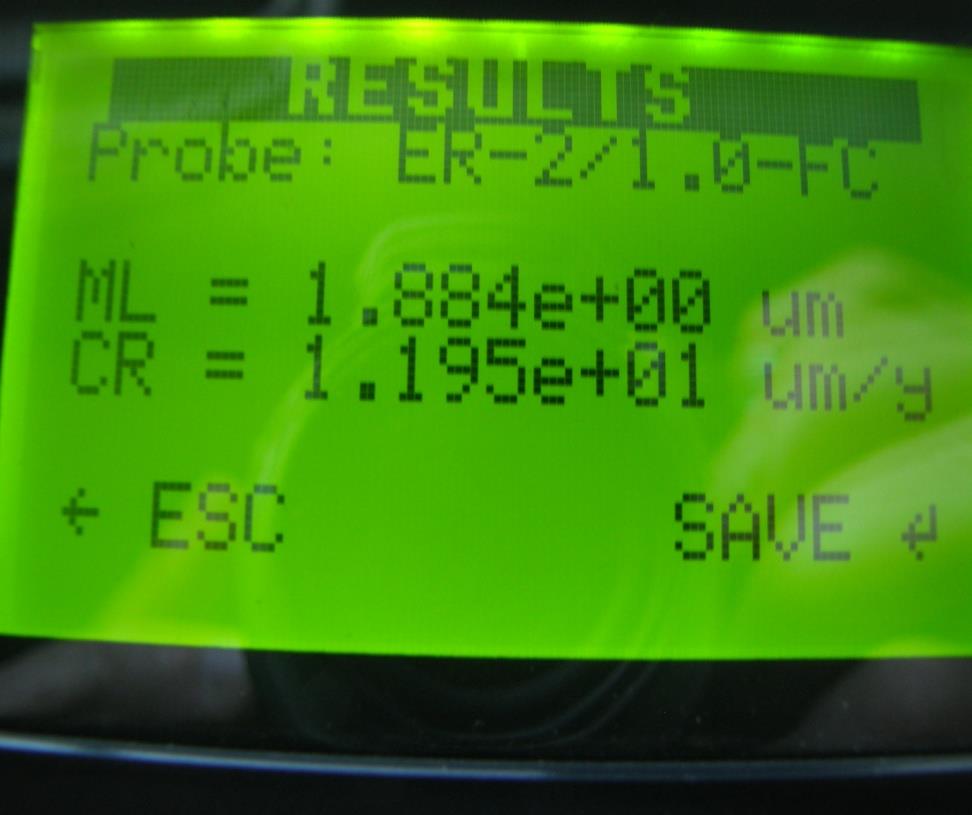 RESULTS
Probe: ER-2/1.0-FC
ML = 1.884e+00 um
CR = 1.195e+01 um/y
← ESC SAVE ↲